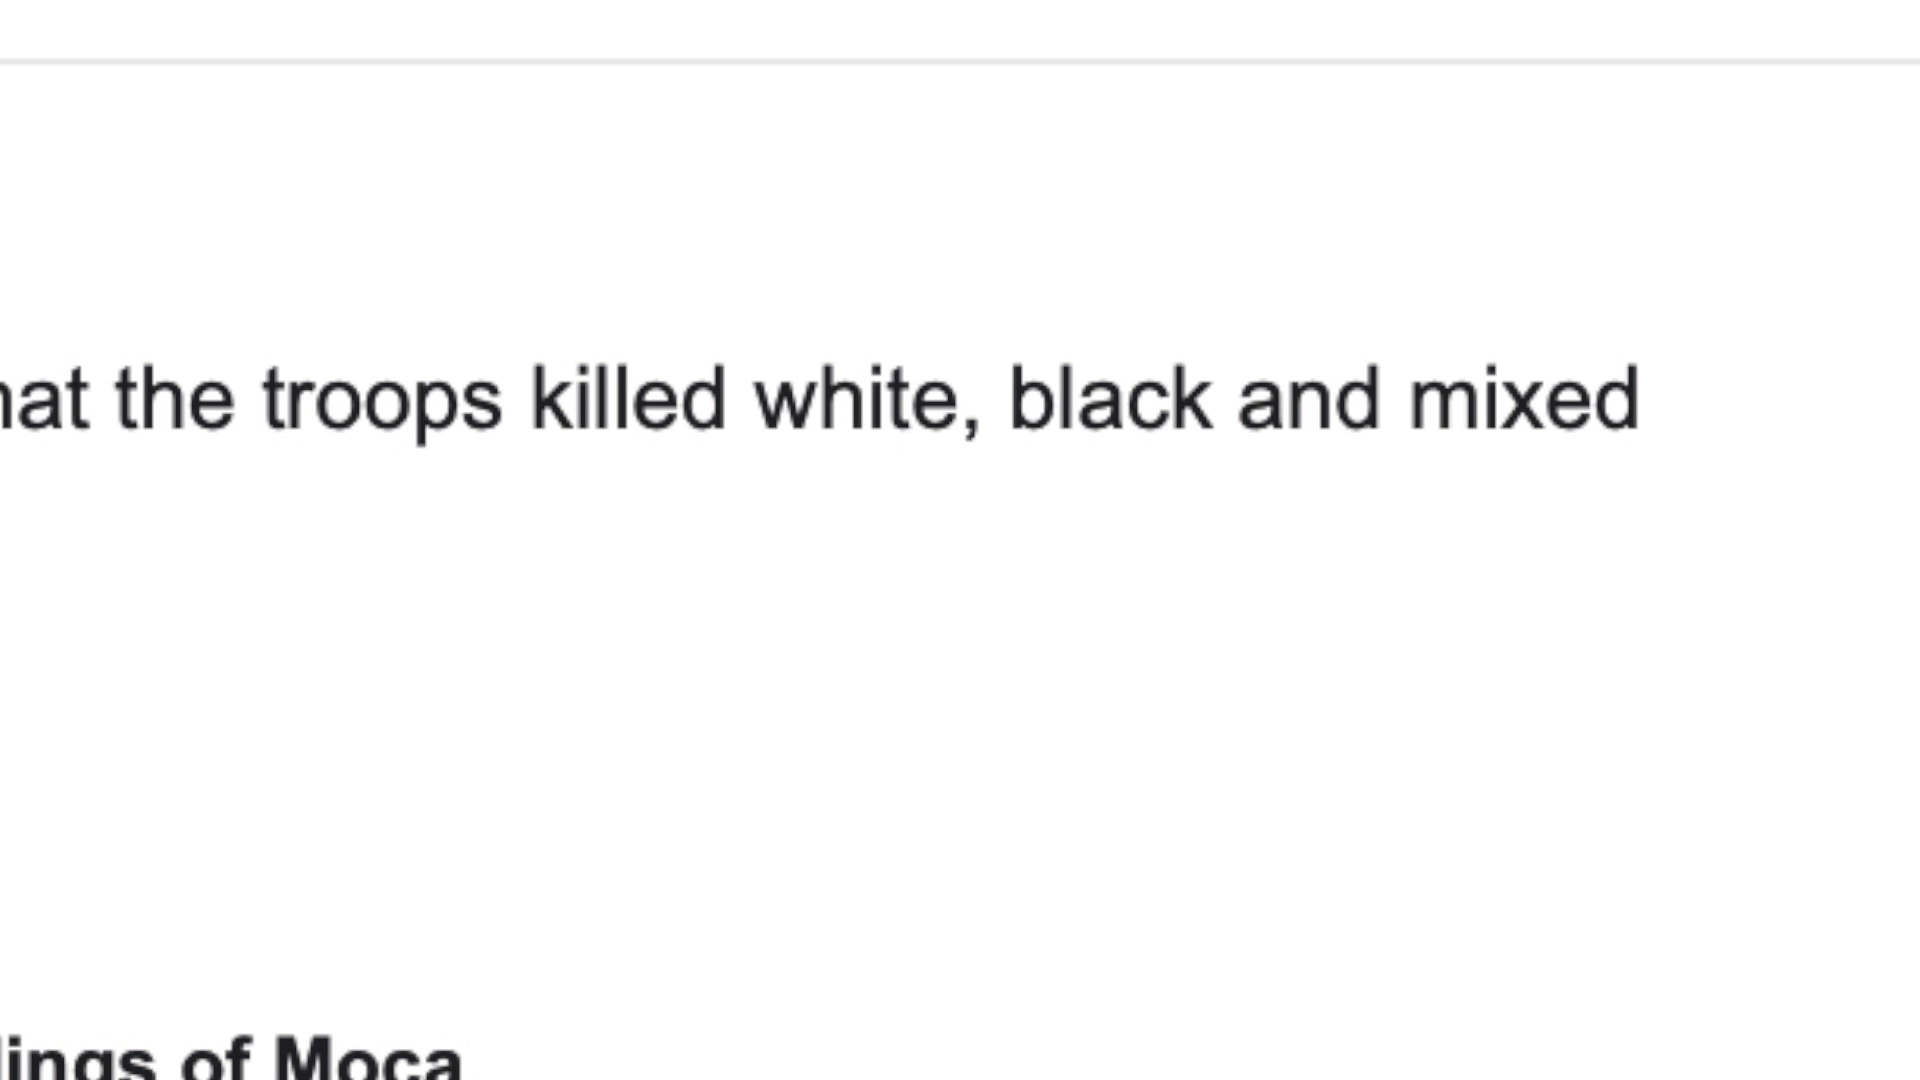 the troops killed white, black and mixed
of Moca